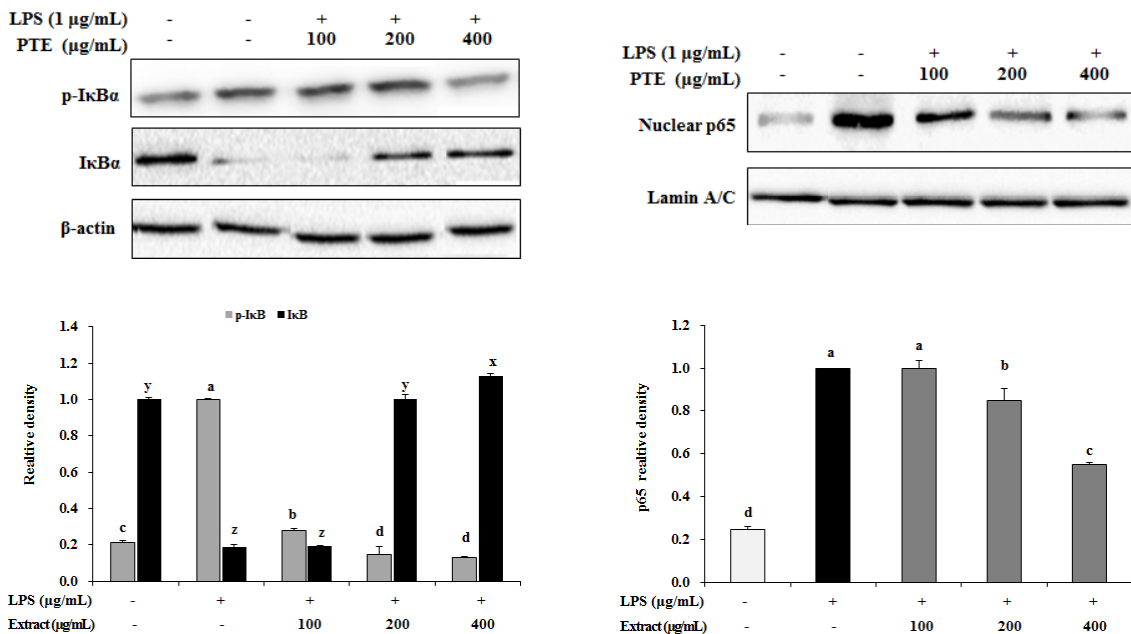 LPS (1 µg/mL) - - + + +
PTE (µg/mL) - - 100 200 400
p-IκBα
IκBα
β-actin
LPS (1 µg/mL) - - + + +
PTE (µg/mL) - - 100 200 400
Nuclear p65
Lamin A/C
p-IκB IκB
Realtive density
1.4
1.2
1.0
0.8
0.6
0.4
0.2
0.0
c y a z b z d y d x
LPS (µg/mL) - + + + +
Extract (µg/mL) - - 100 200 400
p65 realtive density
1.2
1.0
0.8
0.6
0.4
0.2
0.0
d a a b c
LPS (µg/mL) - + + + +
Extract (µg/mL) - - 100 200 400